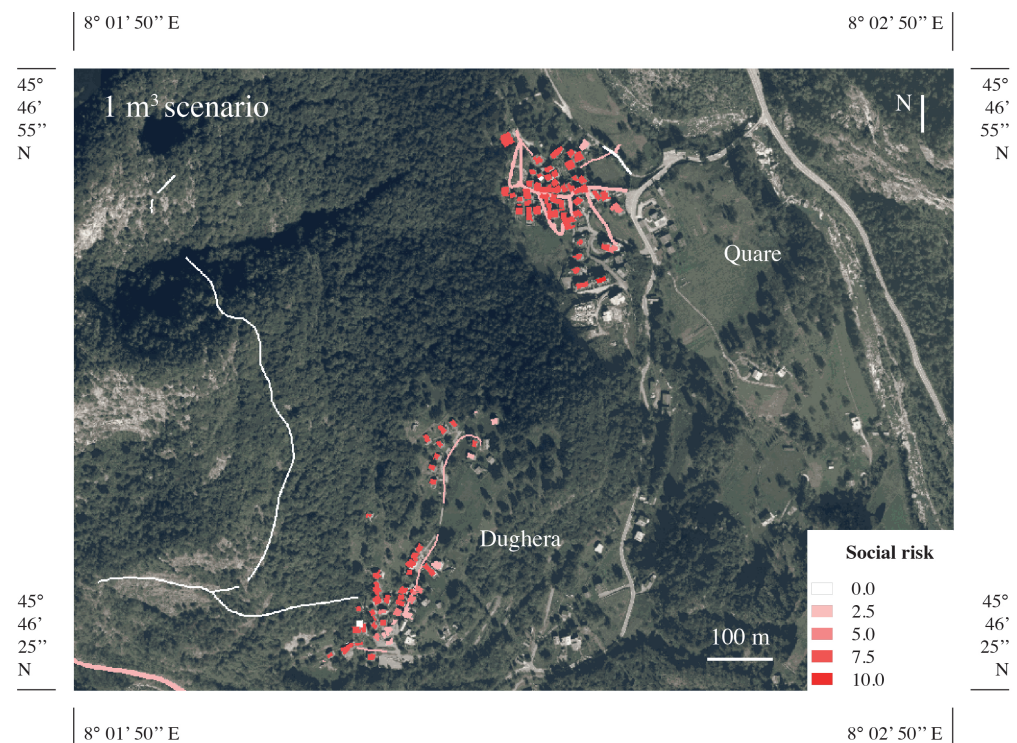 8° 01’ 50’’ E
8° 02’ 50’’ E
45°
46’
55’’
N
45°
46’
55’’
N
1 m³ scenario
N
Quare
Dughera
Social risk
0.0
2.5
5.0
7.5
10.0
100 m
45°
46’
25’’
N
45°
46’
25’’
N
8° 01’ 50’’ E
8° 02’ 50’’ E